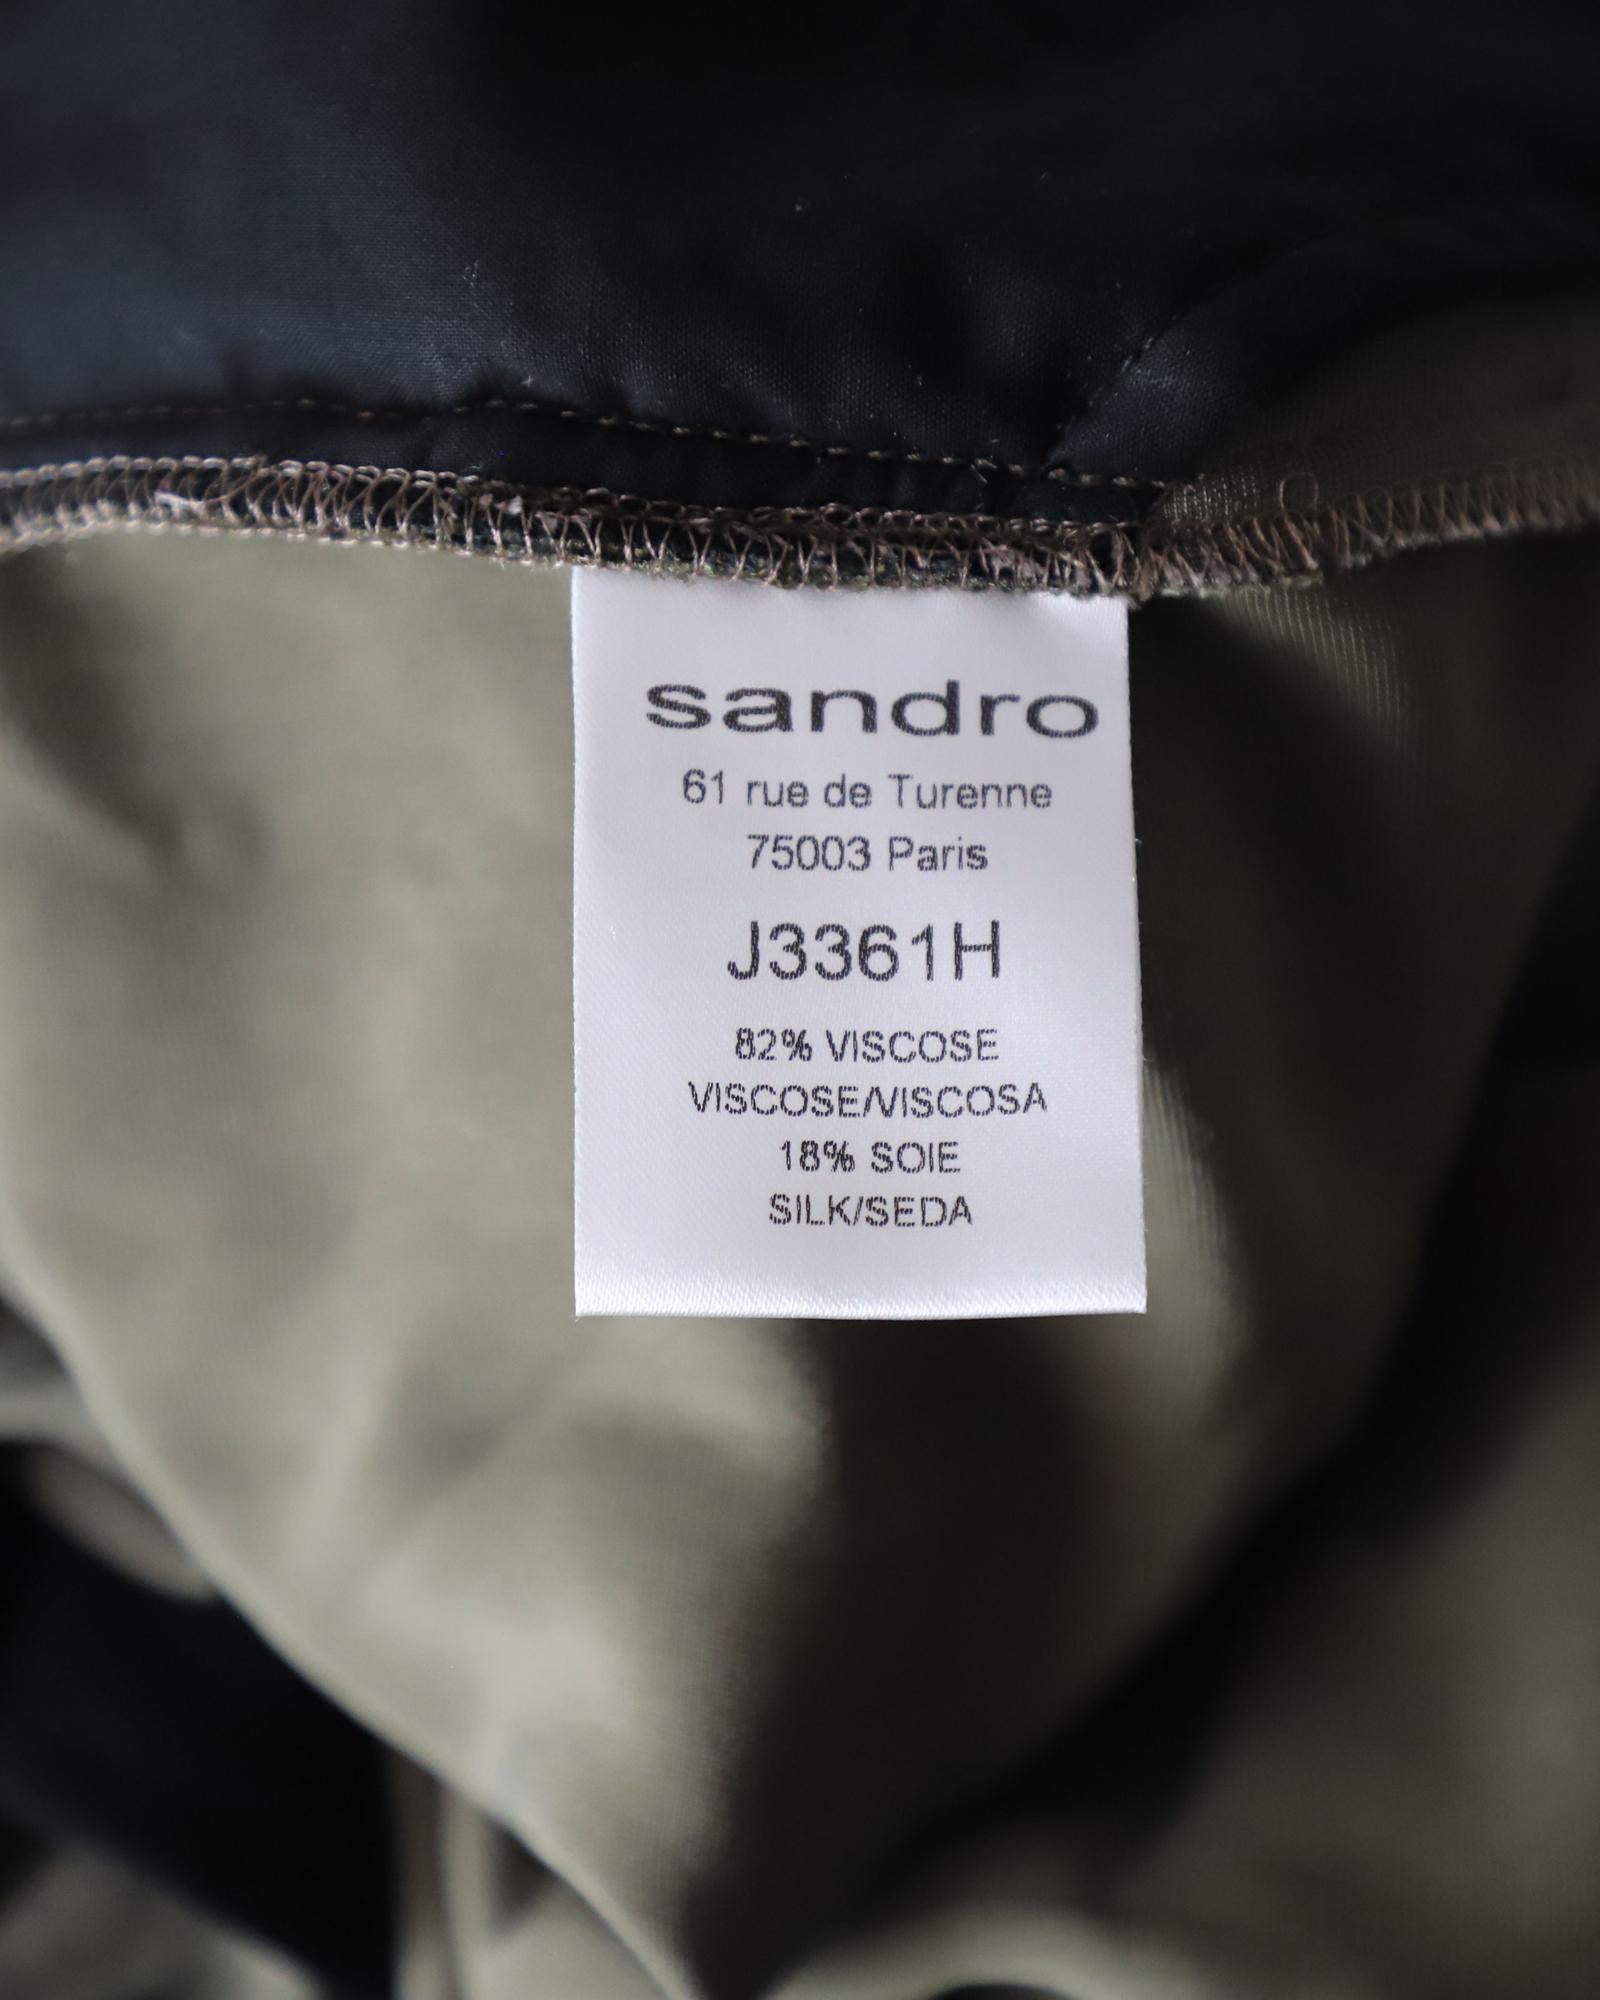 sandro
61 rue de Turenne
75003 Paris
J3361H
82% VISCOSE
VISCOSE/VISCOSA
18% SOIE
SILK/SEDA